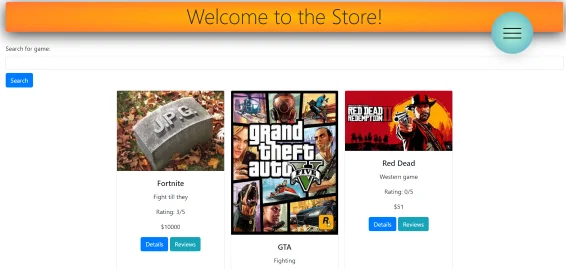 Welcome to the Store!
Search for game:
Search
J.P.G.
Fortnite
Fight till they
Rating: 3/5
$10000
Details
Reviews
grand
theft
auto
FIVE
R
GTA
Fighting
RED DEAD
REDEMPTION II
Red Dead
Western game
Rating: 0/5
$51
Details
Reviews